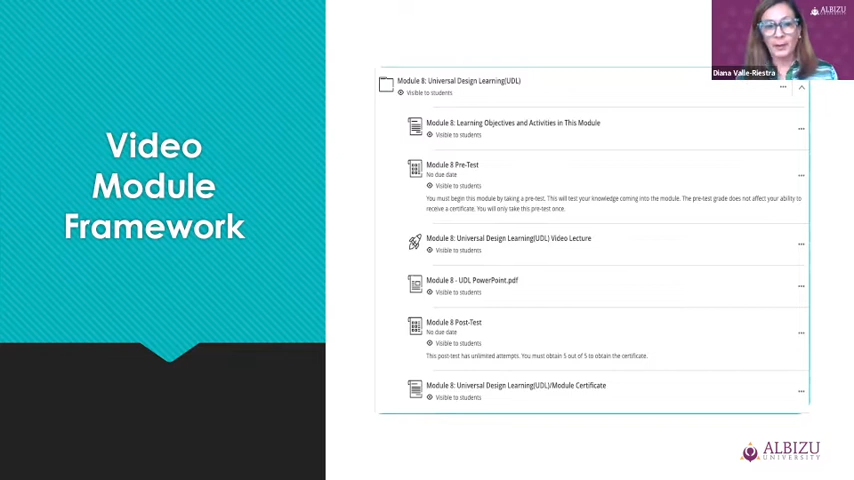 ALBIZU
Diana Valle-Riestra
Video
Module
Framework
Module 8: Universal Design Learning(UDL)
Visible to students
Module 8: Learning Objectives and Activities in This Module
Visible to students
Module 8 Pre-Test
No due date
Visible to students
You must begin this module by taking a pre-test. This will test your knowledge coming into the module. The pre-test grade does not affect your ability to
receive a certificate. You will only take this pre-test once.
Module 8: Universal Design Learning(UDL) Video Lecture
Visible to students
Module 8 - UDL PowerPoint.pdf
Visible to students
Module 8 Post-Test
No due date
Visible to students
This post-test has unlimited attempts. You must obtain 5 out of 5 to obtain the certificate.
Module 8: Universal Design Learning(UDL)/Module Certificate
Visible to students
ALBIZU
UNIVERSITY